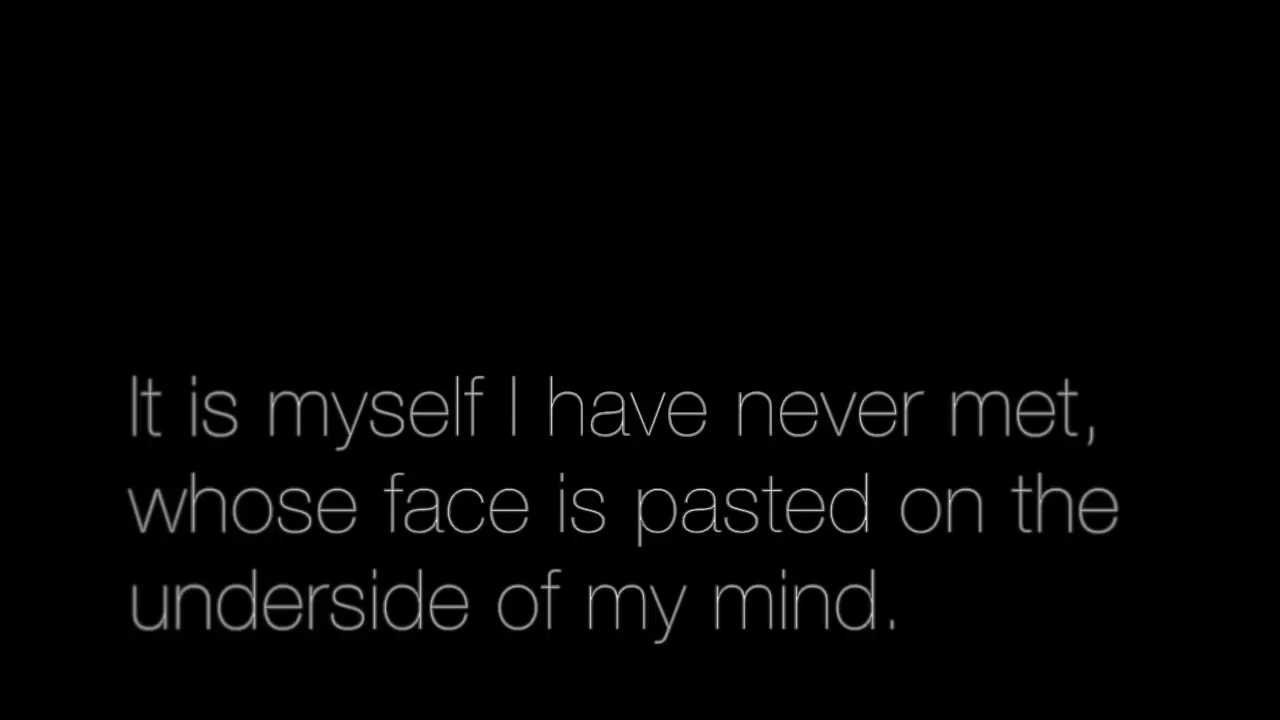 It is myself I have never met,
whose face is pasted on the
underside of my mind.